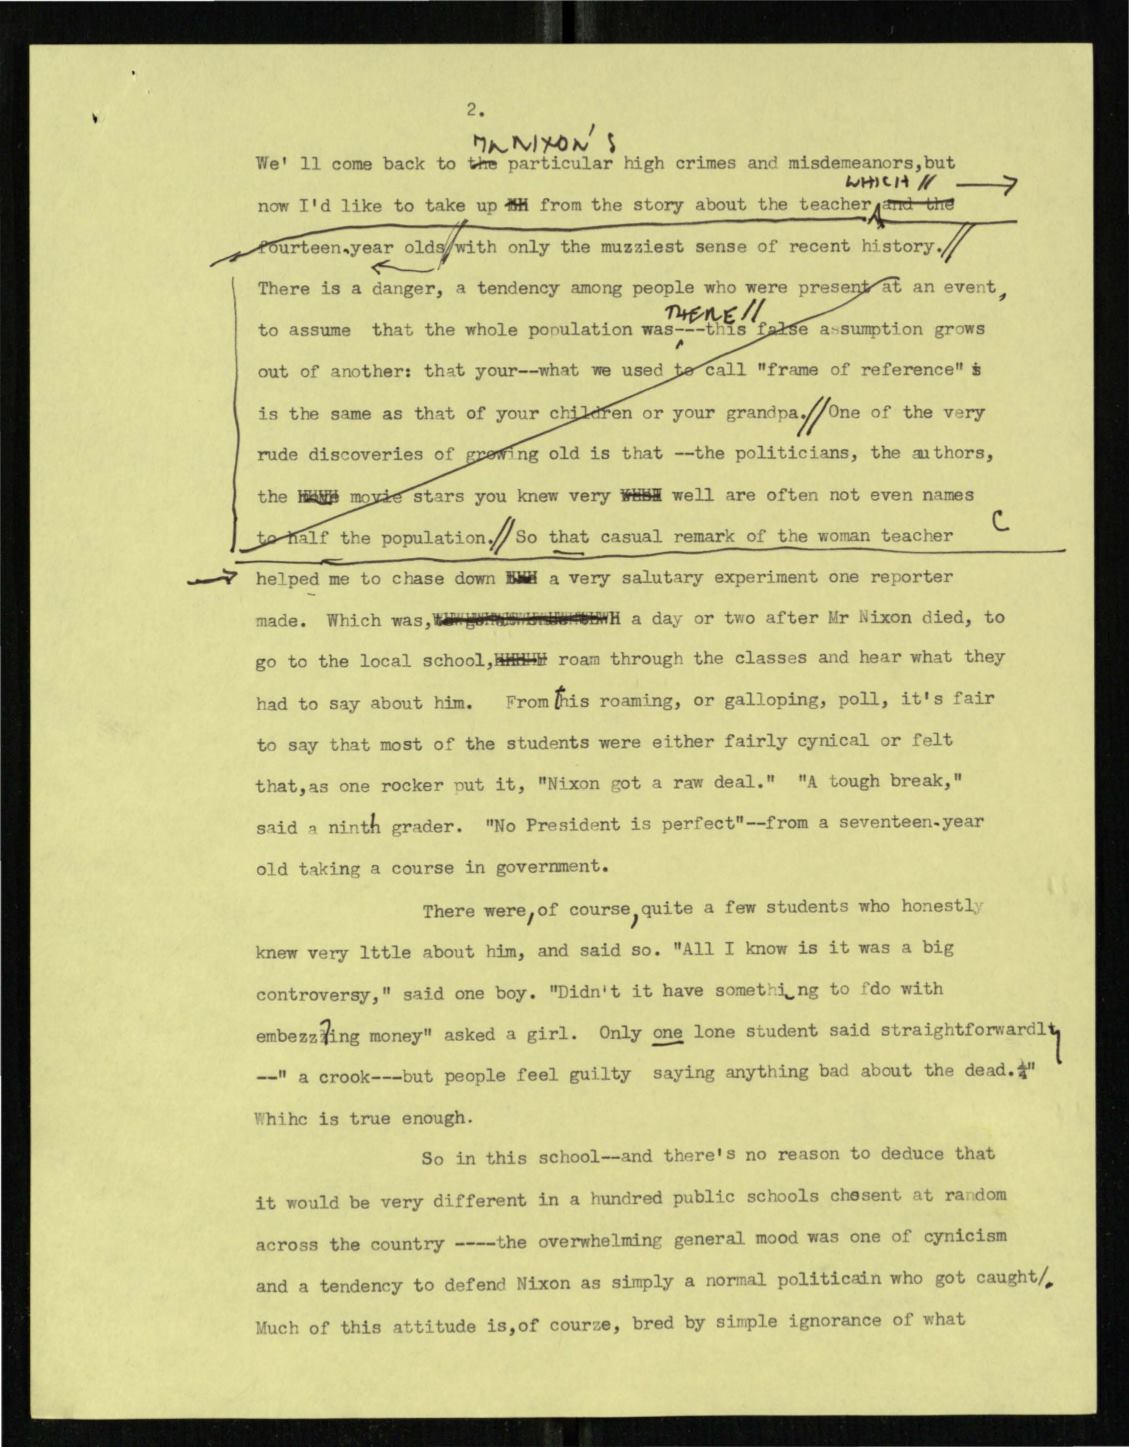 2.
MR NIXON'S
We' ll come back to the particular high crimes and misdemeanors,but
WHICH //
now I'd like to take up from the story about the teacher and the
fourteen-year olds//with only the muzziest sense of recent history.//
There is a danger, a tendency among people who were present at an event,
THERE//
to assume that the whole population was---this false assumption grows
out of another: that your--what we used to call "frame of reference" s
is the same as that of your children or your grandpa.//One of the very
rude discoveries of growing old is that --the politicians, the authors,
the movie stars you knew very well are often not even names
to half the population.//So that casual remark of the woman teacher C
helped me to chase down a very salutary experiment one reporter
made. Which was, a day or two after Mr Nixon died, to
go to the local school, roam through the classes and hear what they
had to say about him. From this roaming, or galloping, poll, it's fair
to say that most of the students were either fairly cynical or felt
that,as one rocker put it, "Nixon got a raw deal." "A tough break,"
said a ninth grader. "No President is perfect"--from a seventeen-year
old taking a course in government.
There were,of course,quite a few students who honestly
knew very lttle about him, and said so. "All I know is it was a big
controversy," said one boy. "Didn't it have something to fdo with
embezzling money" asked a girl. Only one lone student said straightforwardly
--" a crook---but people feel guilty saying anything bad about the dead."
Whihc is true enough.
So in this school--and there's no reason to deduce that
it would be very different in a hundred public schools chosent at random
across the country ----the overwhelming general mood was one of cynicism
and a tendency to defend Nixon as simply a normal politicain who got caught/.
Much of this attitude is,of courze, bred by simple ignorance of what